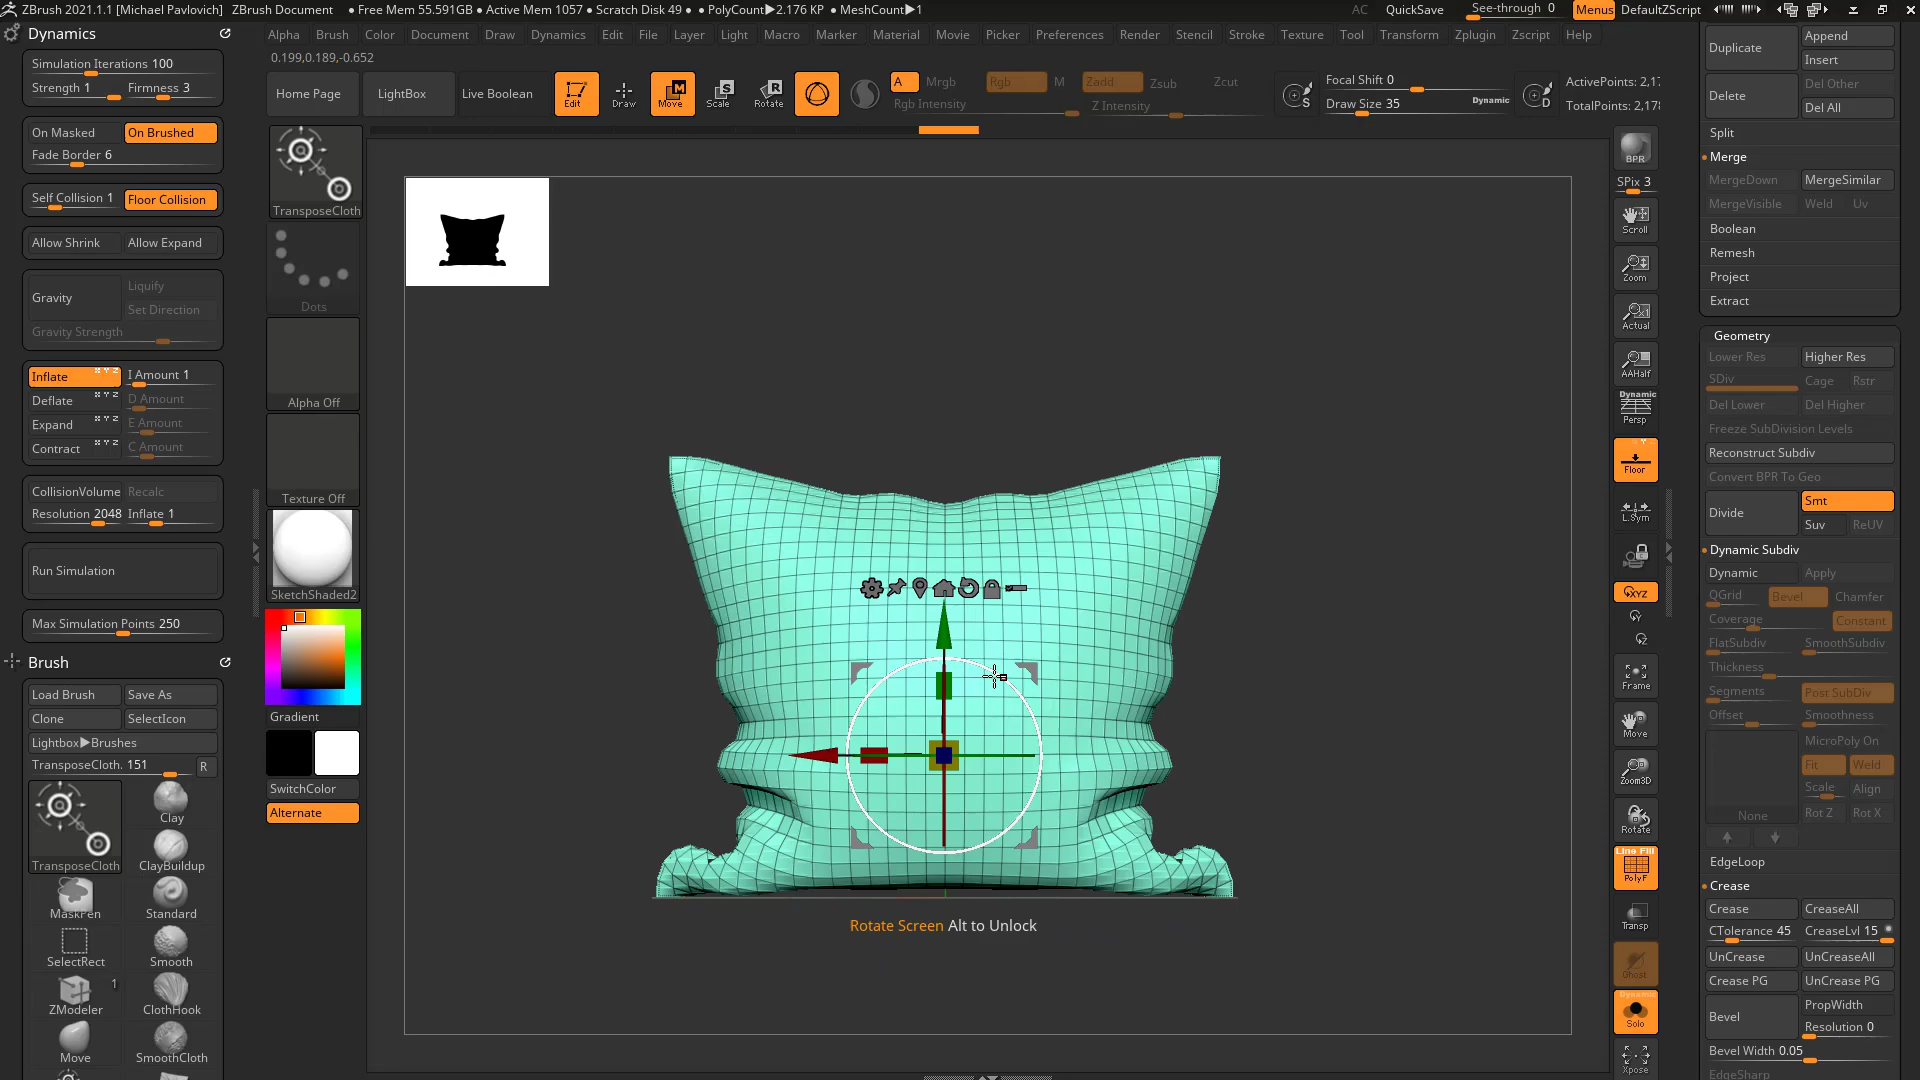 ZBrush 2021.1.1 [Michael Pavlovich] ZBrush Document • Free Mem 55.591GB • Active Mem 1057 • Scratch Disk 49 • • PolyCount▶2.176 KP • MeshCount▶1
AC QuickSave See-through 0 Menus DefaultZScript
Dynamics
Alpha Brush Color Document Draw Dynamics Edit File Layer Light Macro Marker Material Movie Picker Preferences Render Stencil Stroke Texture Tool Transform Zplugin Zscript Help
0.199,0.189,-0.652
Simulation Iterations 100
Strength 1 Firmness 3
On Masked On Brushed
Fade Border 6
Self Collision 1 Floor Collision
Allow Shrink Allow Expand
Gravity Liquify
Set Direction
Gravity Strength
Inflate X Y Z I Amount 1
Deflate X Y Z D Amount
Expand X Y Z E Amount
Contract X Y Z C Amount
CollisionVolume Recalc
Resolution 2048 Inflate 1
Run Simulation
Max Simulation Points 250
Brush
Load Brush Save As
Clone SelectIcon
Lightbox▶Brushes
TransposeCloth. 151 R
TransposeCloth Clay
ClayBuildup
MaskPen Standard
SelectRect Smooth
1
ZModeler ClothHook
Move SmoothCloth
Home Page LightBox Live Boolean Edit Draw Move Scale Rotate
A Mrgb Rgb M Zadd Zsub Zcut
Rgb Intensity Z Intensity
Focal Shift 0
Draw Size 35 Dynamic
S D
TransposeCloth
Dots
Alpha Off
Texture Off
SketchShaded2
Gradient
SwitchColor
Alternate
Rotate Screen Alt to Unlock
BPR
SPix 3
Scroll
Zoom
Actual
AAHalf
Dynamic
Persp
Floor
L.Sym
XYZ
Y
Z
Frame
Move
Zoom3D
Rotate
Line Fill
PolyF
Transp
Ghost
Dynamic
Solo
Xpose
Duplicate Append
Insert
Delete Del Other
Del All
Split
Merge
MergeDown MergeSimilar
MergeVisible Weld Uv
Boolean
Remesh
Project
Extract
Geometry
Lower Res Higher Res
SDiv Cage Rstr
Del Lower Del Higher
Freeze SubDivision Levels
Reconstruct Subdiv
Convert BPR To Geo
Divide Smt
Suv ReUV
Dynamic Subdiv
Dynamic Apply
QGrid Bevel Chamfer
Coverage Constant
FlatSubdiv SmoothSubdiv
Thickness
Segments Post SubDiv
Offset Smoothness
MicroPoly On
Fit Weld
Scale Align
None Rot Z Rot X
EdgeLoop
Crease
Crease CreaseAll
CTolerance 45 CreaseLvl 15
UnCrease UnCreaseAll
Crease PG UnCrease PG
Bevel PropWidth
Resolution 0
Bevel Width 0.05
EdgeSharp